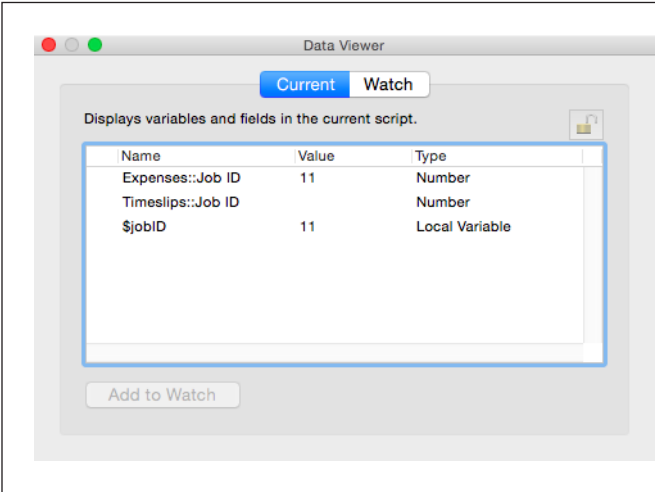 Data Viewer
Current Watch
Displays variables and fields in the current script.
Name Value Type
Expenses::Job ID 11 Number
Timeslips::Job ID Number
$jobID 11 Local Variable
Add to Watch